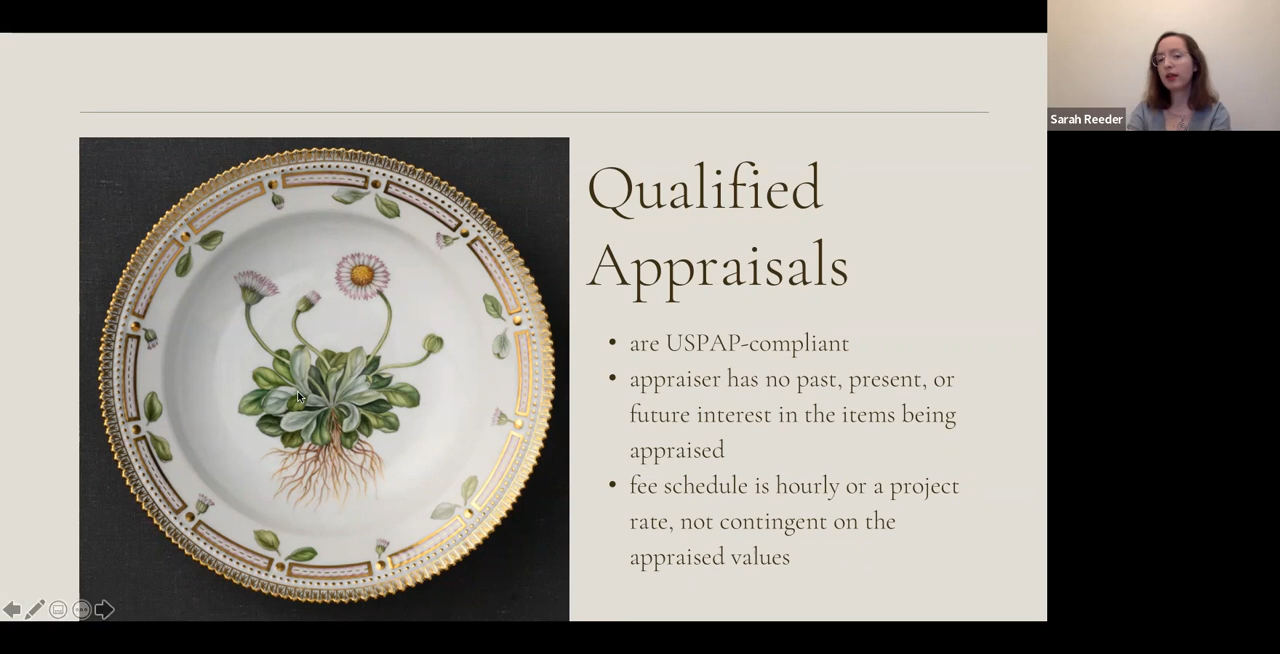 Qualified
Appraisals
• are USPAP-compliant
• appraiser has no past, present, or
future interest in the items being
appraised
• fee schedule is hourly or a project
rate, not contingent on the
appraised values
Sarah Reeder